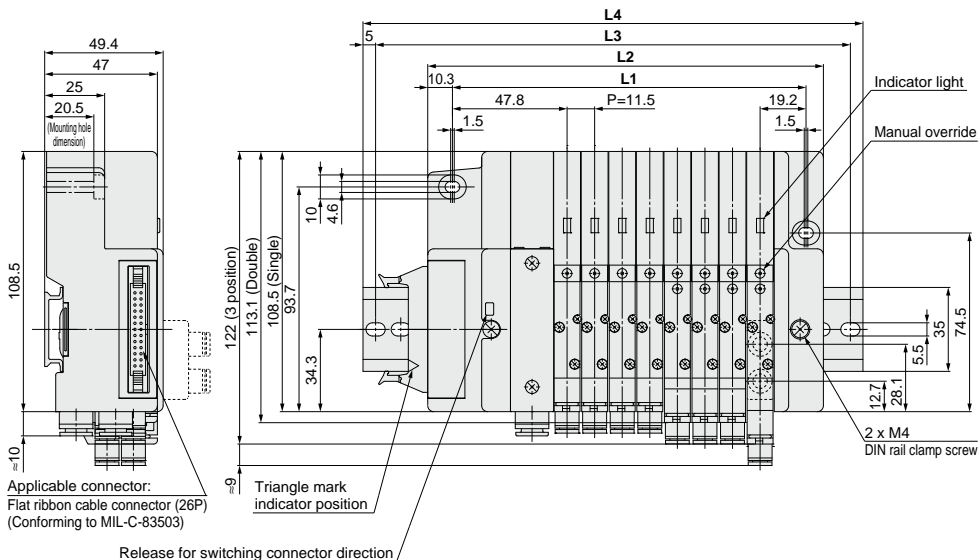 L4
5
L3
49.4
L2
47
10.3
L1
25
47.8
P=11.5
19.2
Indicator light
20.5
(Mounting hole
dimension)
1.5
1.5
Manual override
10
4.6
108.5
122 (3 position)
113.1 (Double)
108.5 (Single)
93.7
34.3
35
74.5
5.5
12.7
28.1
≈10
≈9
2 x M4
DIN rail clamp screw
Applicable connector:
Flat ribbon cable connector (26P)
(Conforming to MIL-C-83503)
Triangle mark
indicator position
Release for switching connector direction